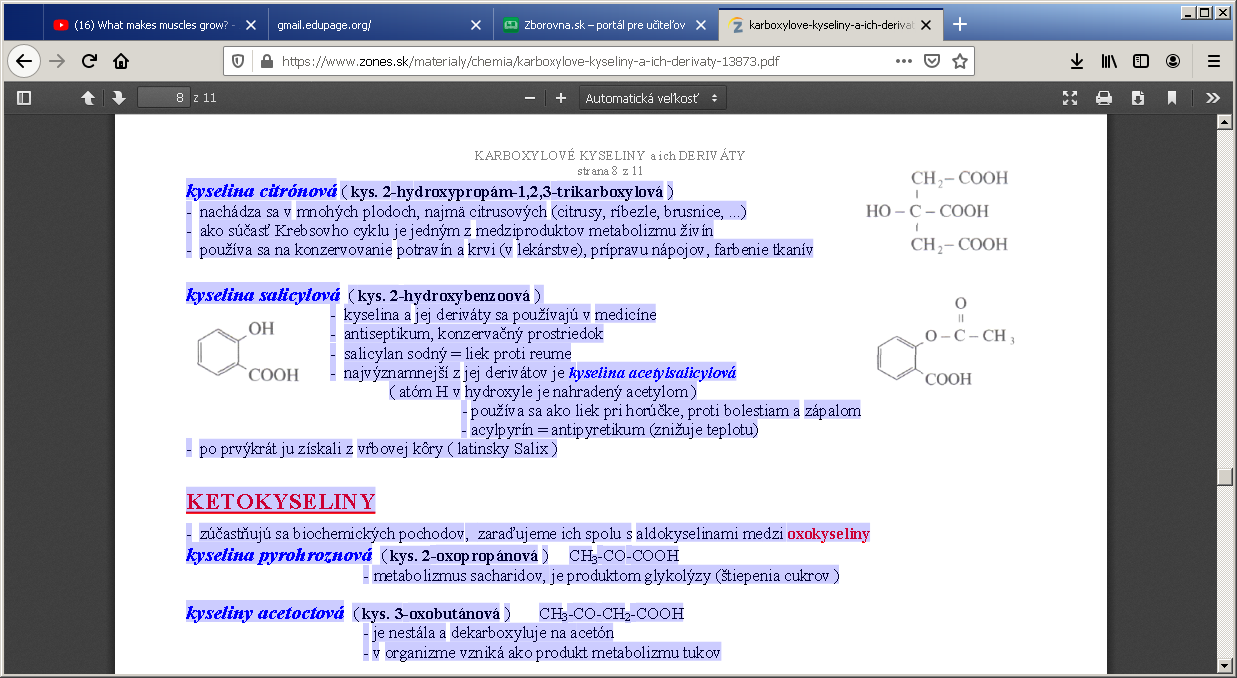 (16) What makes muscles grow? -
gmail.edupage.org/
Zborovna.sk – portál pre učiteľov
karboxylove-kyseliny-a-ich-derivat
https://www.zones.sk/materialy/chemia/karboxylove-kyseliny-a-ich-derivaty-13873.pdf
8 z 11
Automatická veľkosť
KARBOXYLOVÉ KYSELINY a ich DERIVÁTY
strana 8 z 11
kyselina citrónová ( kys. 2-hydroxypropám-1,2,3-trikarboxylová )
- nachádza sa v mnohých plodoch, najmä citrusových (citrusy, ríbezle, brusnice, ...)
- ako súčasť Krebsovho cyklu je jedným z medziproduktov metabolizmu živín
- používa sa na konzervovanie potravín a krvi (v lekárstve), prípravu nápojov, farbenie tkanív
CH2 – COOH
HO – C – COOH
CH2 – COOH
kyselina salicylová ( kys. 2-hydroxybenzoová )
- kyselina a jej deriváty sa používajú v medicíne
- antiseptikum, konzervačný prostriedok
- salicylan sodný = liek proti reume
- najvýznamnejší z jej derivátov je kyselina acetylsalicylová
( atóm H v hydroxyle je nahradený acetylom )
- používa sa ako liek pri horúčke, proti bolestiam a zápalom
- acylpyrín = antipyretikum (znižuje teplotu)
- po prvýkrát ju získali z vŕbovej kôry ( latinsky Salix )
OH
COOH
O
O – C – CH3
COOH
KETOKYSELINY
- zúčastňujú sa biochemických pochodov, zaraďujeme ich spolu s aldokyselinami medzi oxokyseliny
kyselina pyrohroznová ( kys. 2-oxopropánová ) CH3-CO-COOH
- metabolizmus sacharidov, je produktom glykolýzy (štiepenia cukrov )
kyseliny acetoctová ( kys. 3-oxobutánová ) CH3-CO-CH2-COOH
- je nestála a dekarboxyluje na acetón
- v organizme vzniká ako produkt metabolizmu tukov